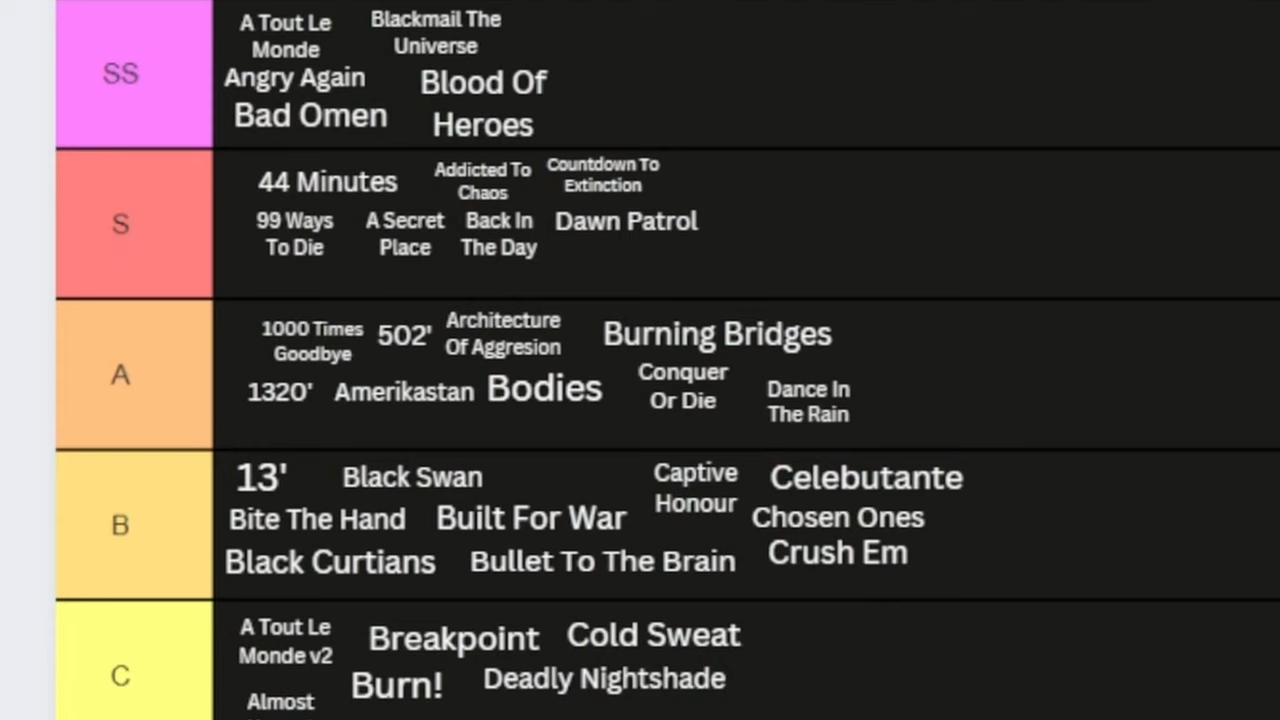 SS
A Tout Le
Monde
Blackmail The
Universe
Angry Again
Blood Of
Heroes
Bad Omen
S
44 Minutes
Addicted To
Chaos
Countdown To
Extinction
99 Ways
To Die
A Secret
Place
Back In
The Day
Dawn Patrol
A
1000 Times
Goodbye
502'
Architecture
Of Aggresion
Burning Bridges
1320'
Amerikastan
Bodies
Conquer
Or Die
Dance In
The Rain
B
13'
Black Swan
Captive
Honour
Celebutante
Bite The Hand
Built For War
Chosen Ones
Black Curtians
Bullet To The Brain
Crush Em
C
A Tout Le
Monde v2
Breakpoint
Cold Sweat
Burn!
Deadly Nightshade
Almost